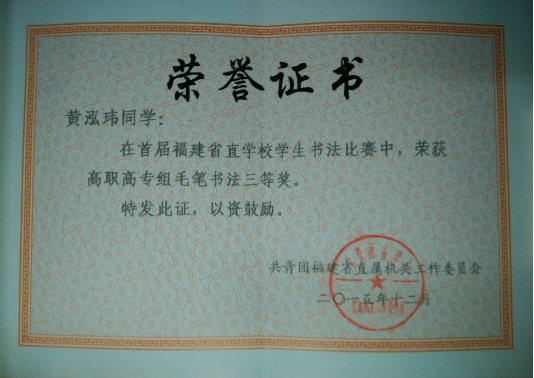 荣誉证书
黄泓玮同学：
在首届福建省直学校学生书法比赛中，荣获
高职高专组毛笔书法三等奖。
特发此证，以资鼓励。
共青团福建省直属机关工作委员会
二〇一五年十二月